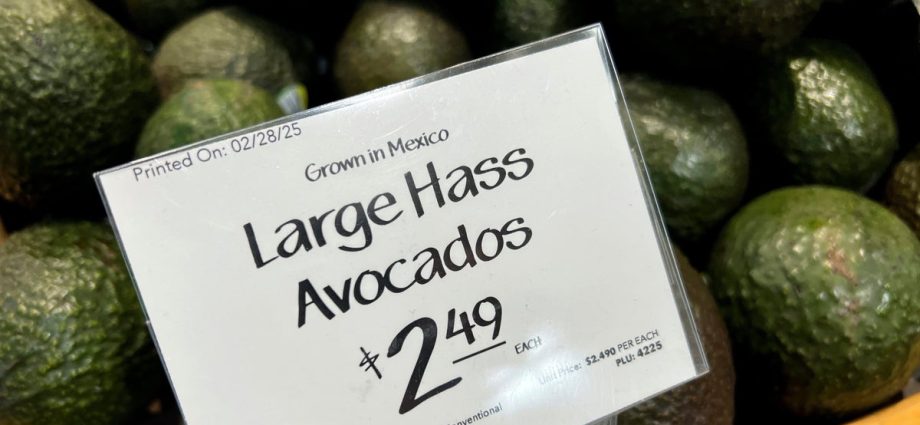 Printed On: 02/28/25
Grown in Mexico
Large Hass
Avocados
$2.49 EACH
Unit Price: $2.490 PER EACH
PLU: 4225